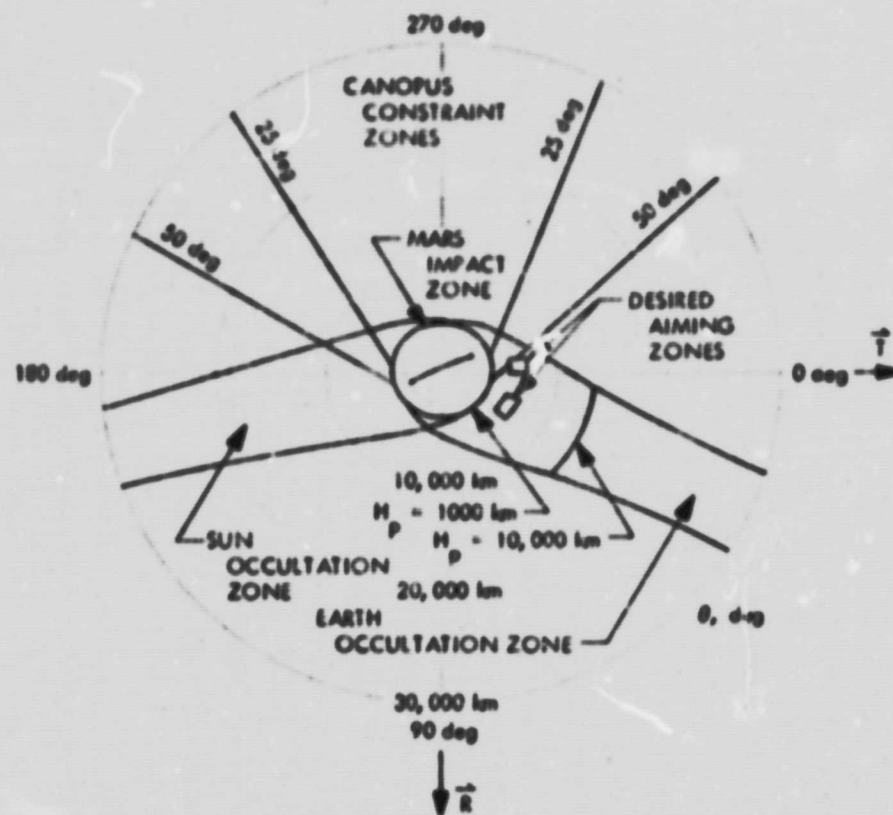 270 deg
CANOPUS
CONSTRAINT
ZONES
25 deg
25 deg
50 deg
50 deg
MARS
IMPACT
ZONE
DESIRED
AIMING
ZONES
T
180 deg
0 deg
10,000 km
H_p = 1000 km
H_p = 10,000 km
SUN
OCCULTATION
ZONE
20,000 km
EARTH
OCCULTATION ZONE
θ, deg
30,000 km
90 deg
R